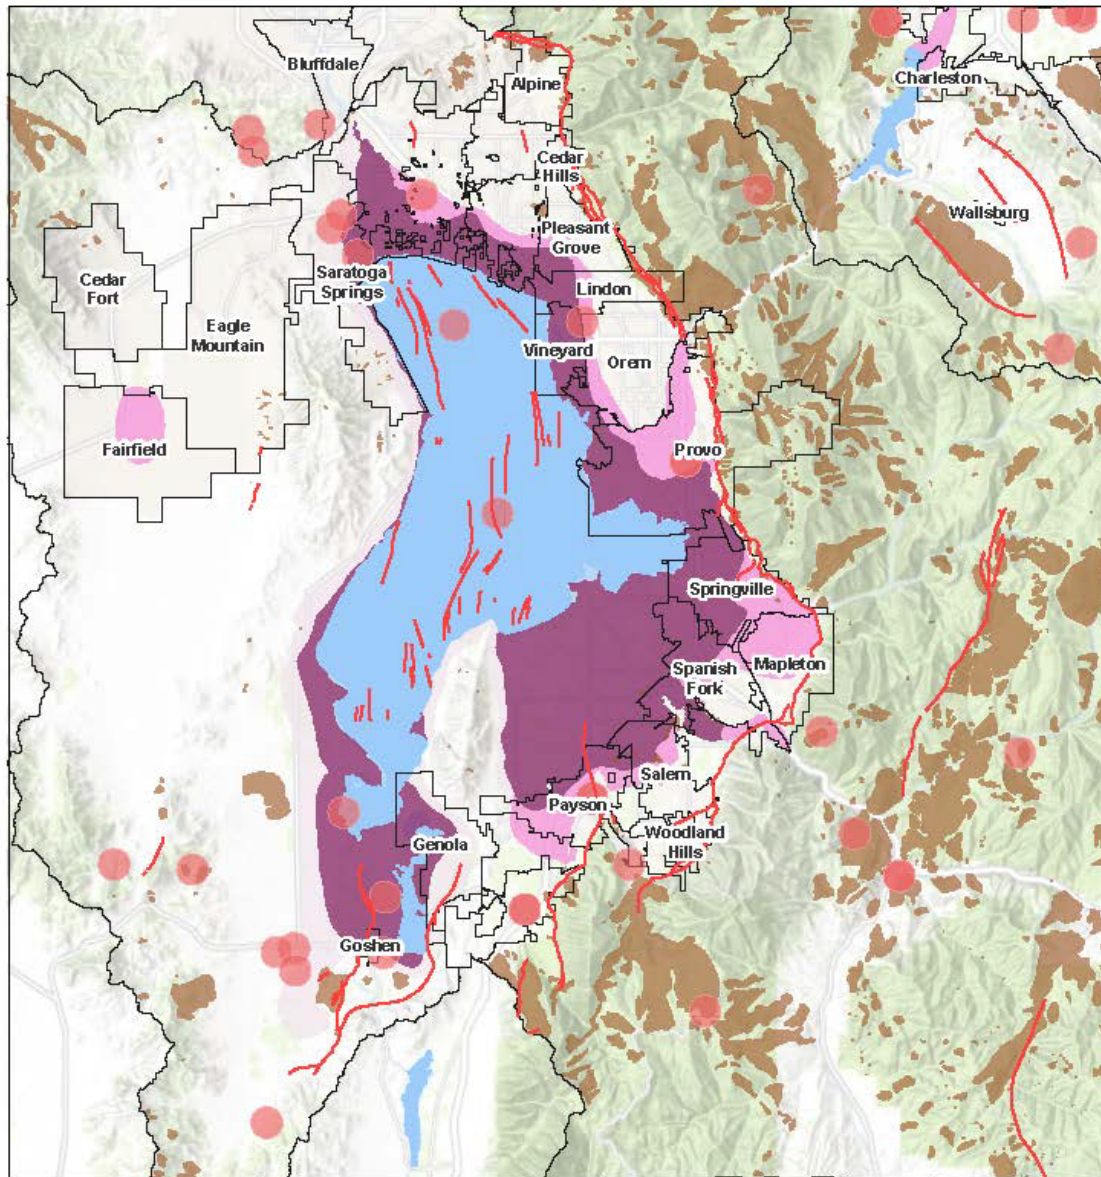 Bluffdale
Alpine
Charleston
Cedar
Hills
Wallsburg
Pleasant
Grove
Cedar
Fort
Saratoga
Springs
Lindon
Eagle
Mountain
Vineyard
Orem
Fairfield
Provo
Springville
Mapleton
Spanish
Fork
Salem
Payson
Woodland
Hills
Genola
Goshen